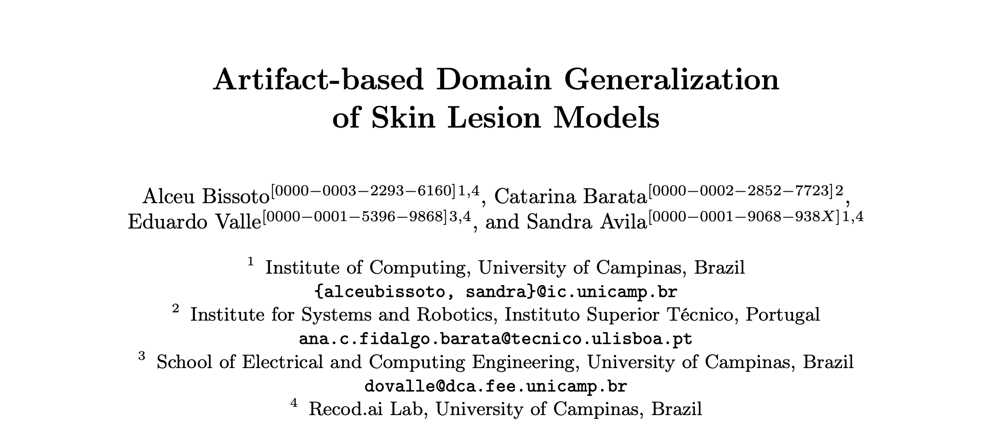 Artifact-based Domain Generalization
of Skin Lesion Models
Alceu Bissoto[0000−0003−2293−6160]1,4, Catarina Barata[0000−0002−2852−7723]2,
Eduardo Valle[0000−0001−5396−9868]3,4, and Sandra Avila[0000−0001−9068−938X]1,4
1 Institute of Computing, University of Campinas, Brazil
{alceubissoto, sandra}@ic.unicamp.br
2 Institute for Systems and Robotics, Instituto Superior Técnico, Portugal
ana.c.fidalgo.barata@tecnico.ulisboa.pt
3 School of Electrical and Computing Engineering, University of Campinas, Brazil
dovalle@dca.fee.unicamp.br
4 Recod.ai Lab, University of Campinas, Brazil